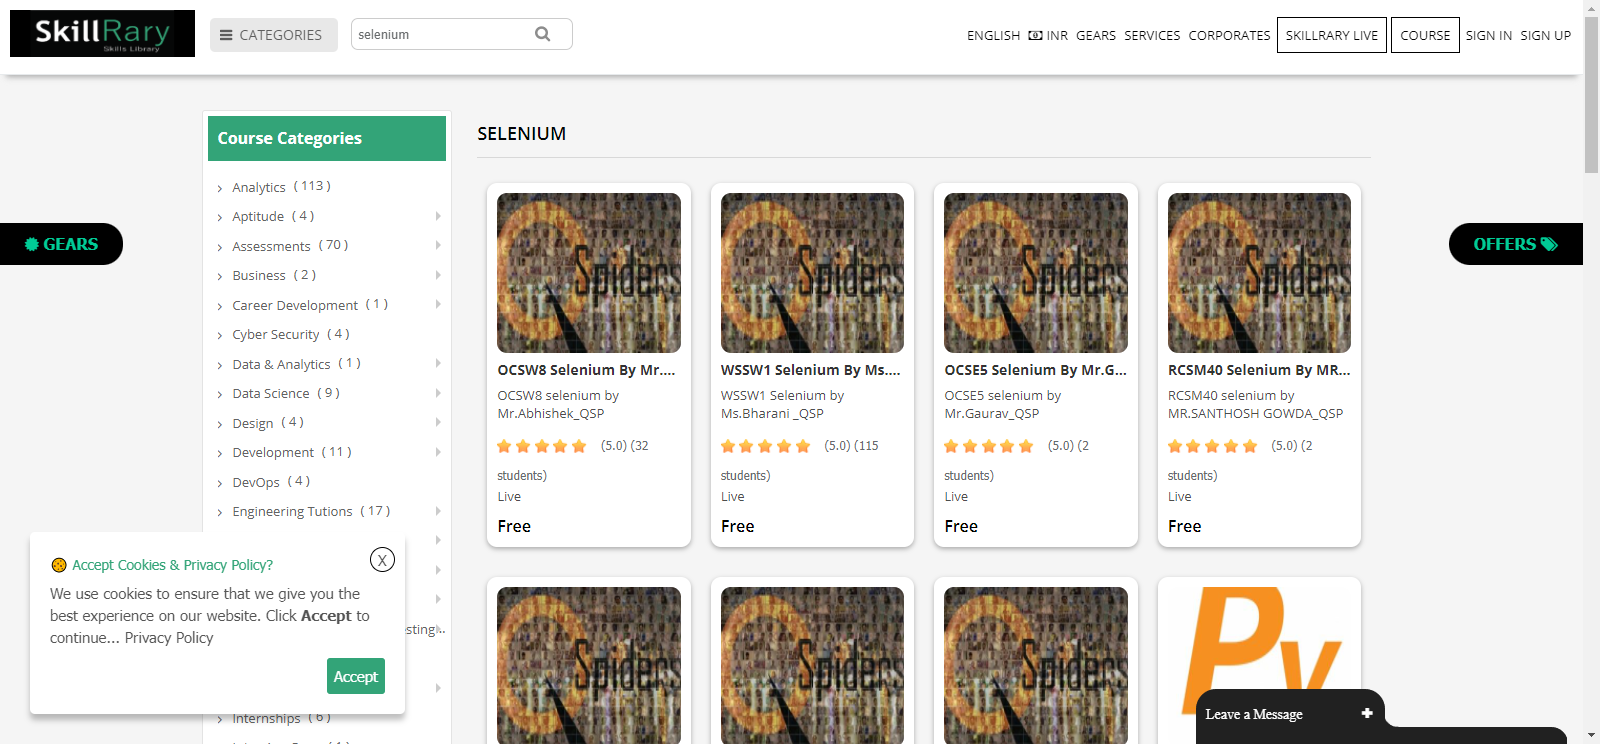 SkillRary
Skills Library
CATEGORIES
selenium
ENGLISH INR GEARS SERVICES CORPORATES SKILLRARY LIVE COURSE SIGN IN SIGN UP
GEARS
OFFERS
Course Categories
Analytics ( 113 )
Aptitude ( 4 )
Assessments ( 70 )
Business ( 2 )
Career Development ( 1 )
Cyber Security ( 4 )
Data & Analytics ( 1 )
Data Science ( 9 )
Design ( 4 )
Development ( 11 )
DevOps ( 4 )
Engineering Tutions ( 17 )
esting...
Internships ( 6 )
SELENIUM
Spiders
OCSW8 Selenium By Mr....
OCSW8 selenium by
Mr.Abhishek_QSP
(5.0) (32
students)
Live
Free
Spiders
WSSW1 Selenium By Ms....
WSSW1 Selenium by
Ms.Bharani _QSP
(5.0) (115
students)
Live
Free
Spiders
OCSE5 Selenium By Mr.G...
OCSE5 selenium by
Mr.Gaurav_QSP
(5.0) (2
students)
Live
Free
Spiders
RCSM40 Selenium By MR...
RCSM40 selenium by
MR.SANTHOSH GOWDA_QSP
(5.0) (2
students)
Live
Free
Spiders
Spiders
Spiders
Py
Accept Cookies & Privacy Policy?
X
We use cookies to ensure that we give you the
best experience on our website. Click Accept to
continue... Privacy Policy
Accept
Leave a Message